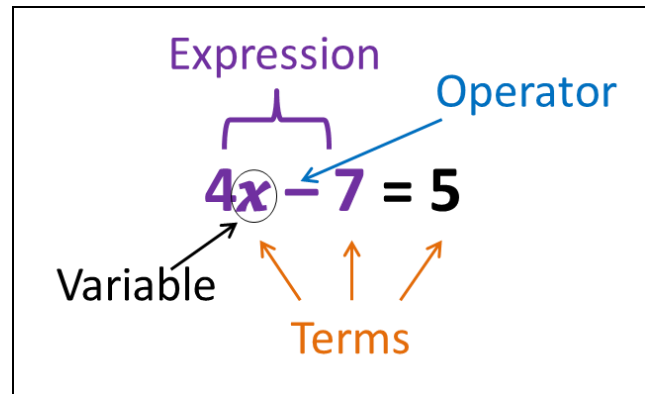 Expression
Operator
4x – 7 = 5
Variable
Terms